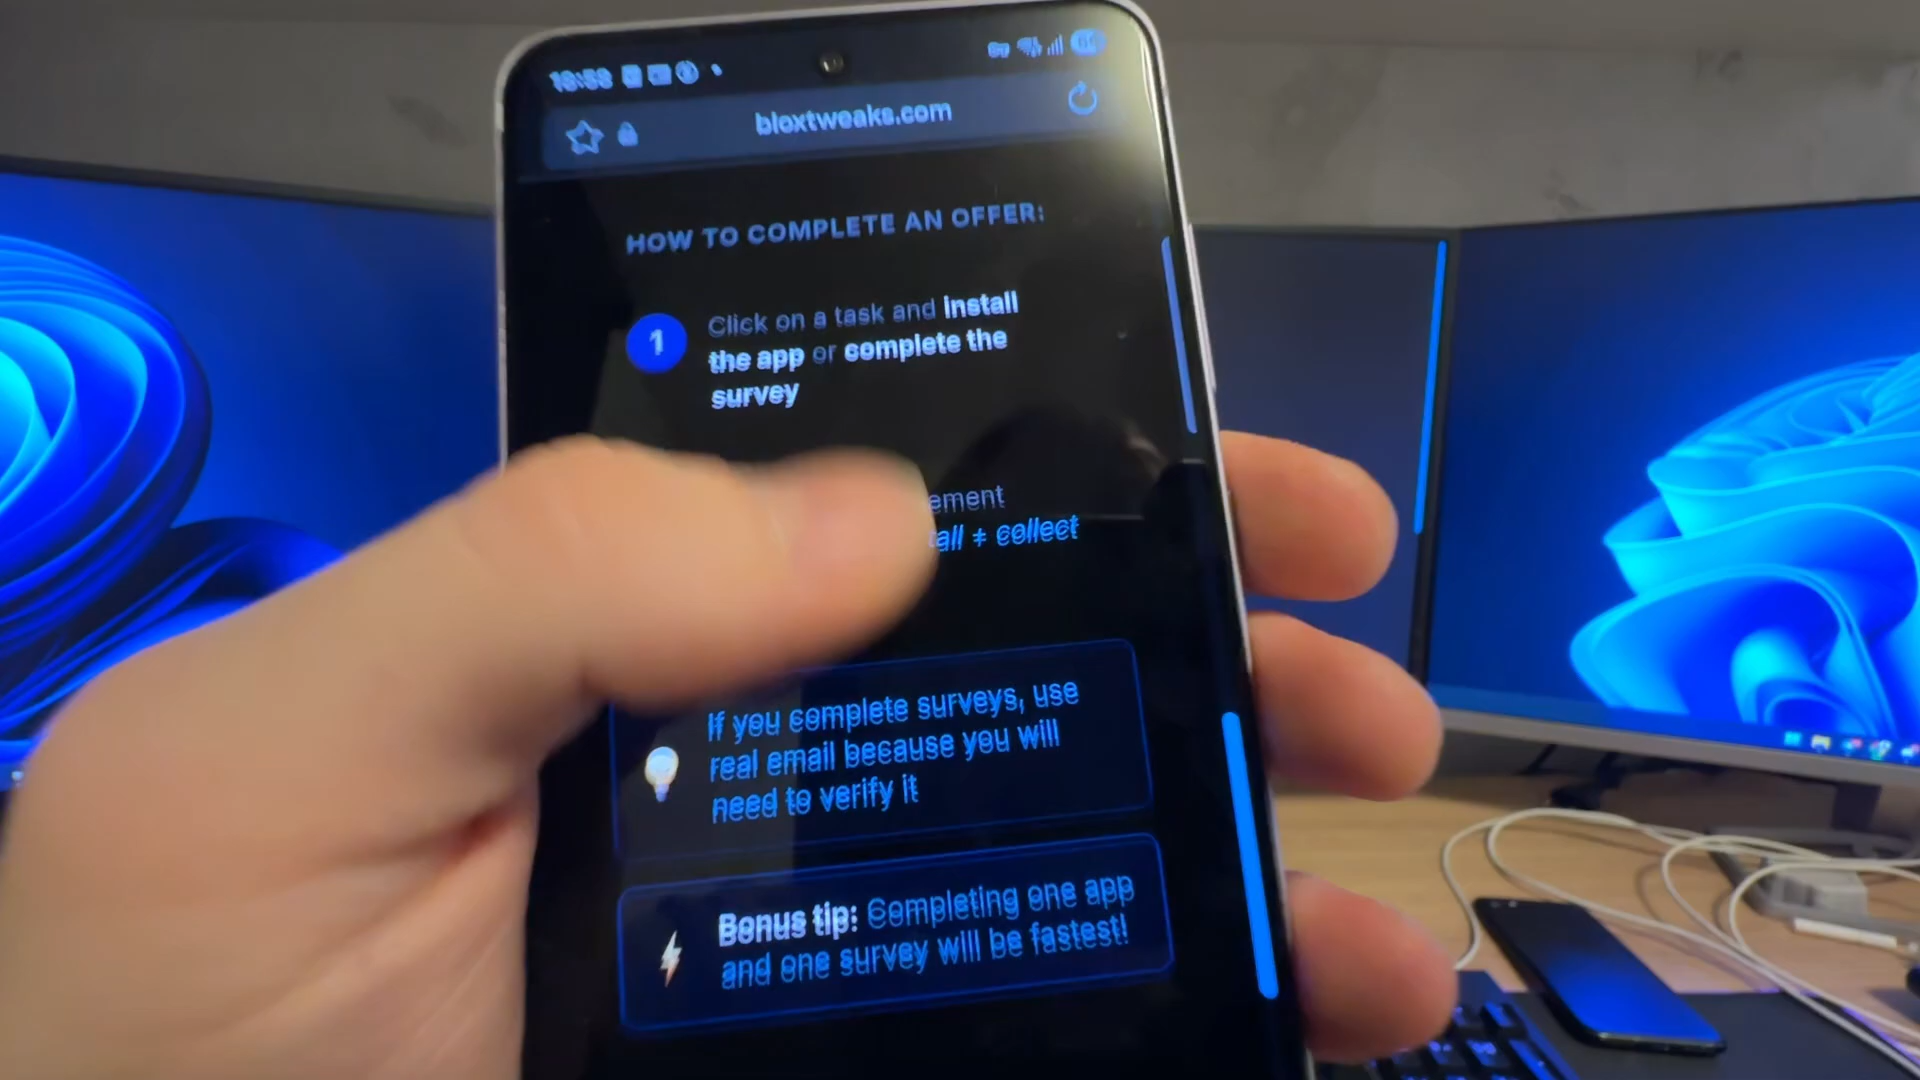 18:58
bloxtweaks.com
HOW TO COMPLETE AN OFFER:
1
Click on a task and install
the app or complete the
survey
ement
tall + collect
If you complete surveys, use
real email because you will
need to verify it
Bonus tip: Completing one app
and one survey will be fastest!